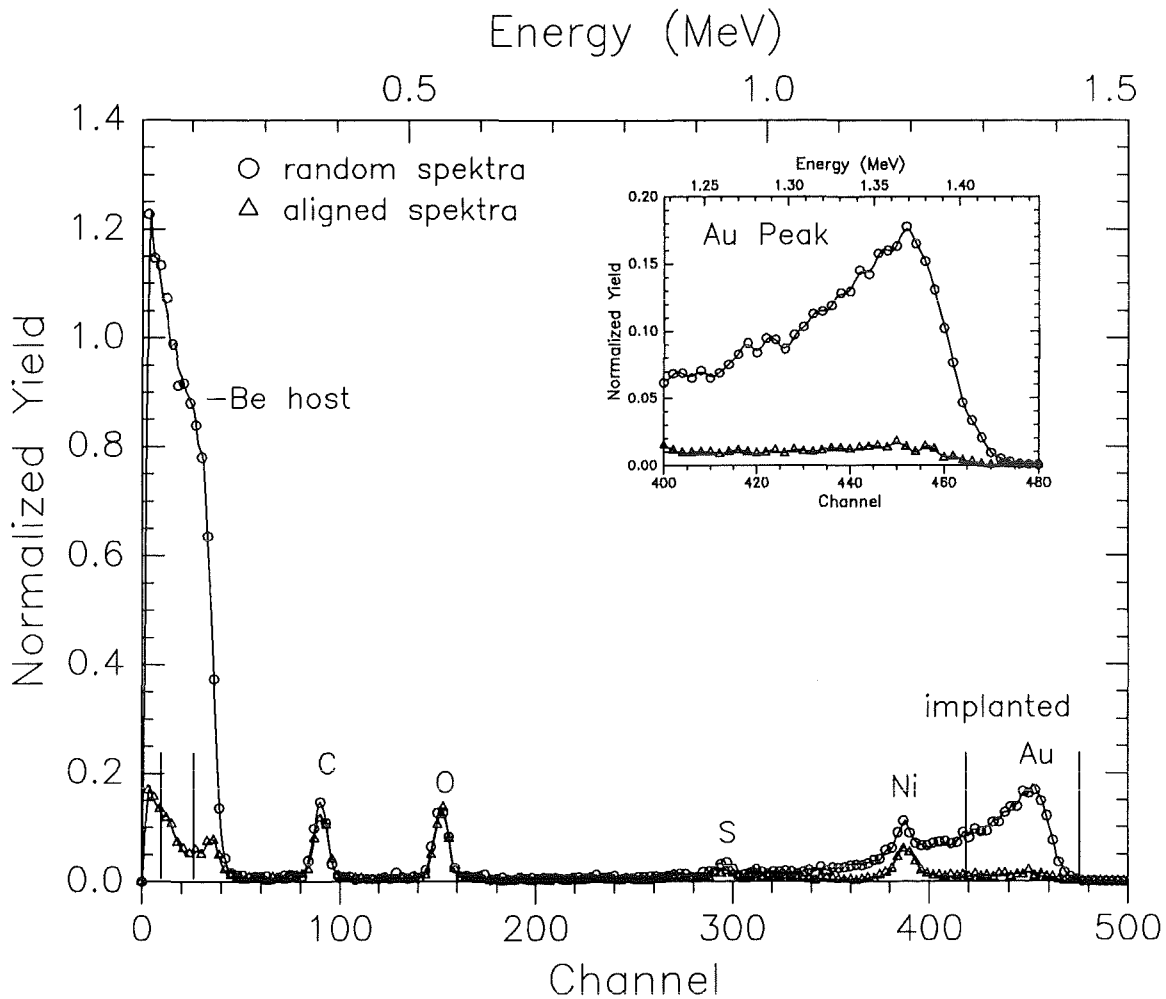 Energy (MeV)
0.5 1.0 1.5
1.4
1.2
1.0
0.8
0.6
0.4
0.2
0.0
Normalized Yield
random spektra
aligned spektra
–Be host
Energy (MeV)
1.25 1.30 1.35 1.40
0.20
0.15
0.10
0.05
0.00
Normalized Yield
Au Peak
400 420 440 460 480
Channel
implanted
C
O
S
Ni
Au
0 100 200 300 400 500
Channel